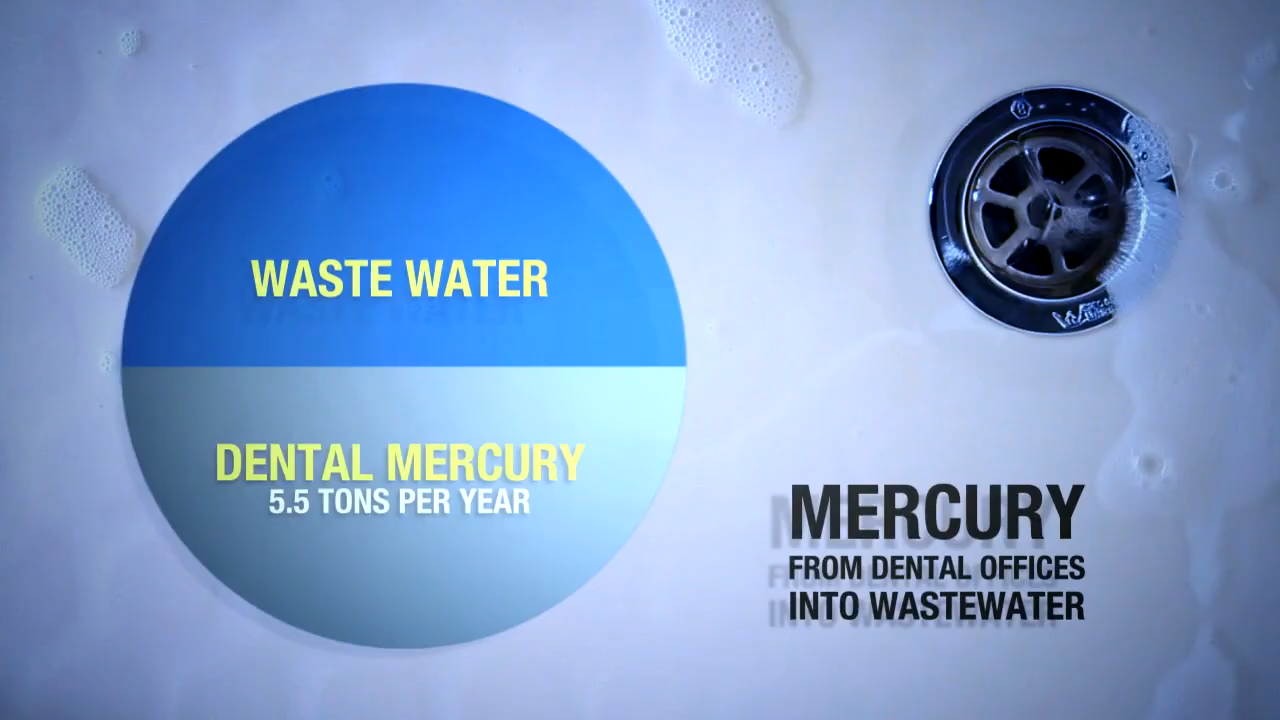 WASTE WATER
DENTAL MERCURY
5.5 TONS PER YEAR
MERCURY
FROM DENTAL OFFICES
INTO WASTEWATER